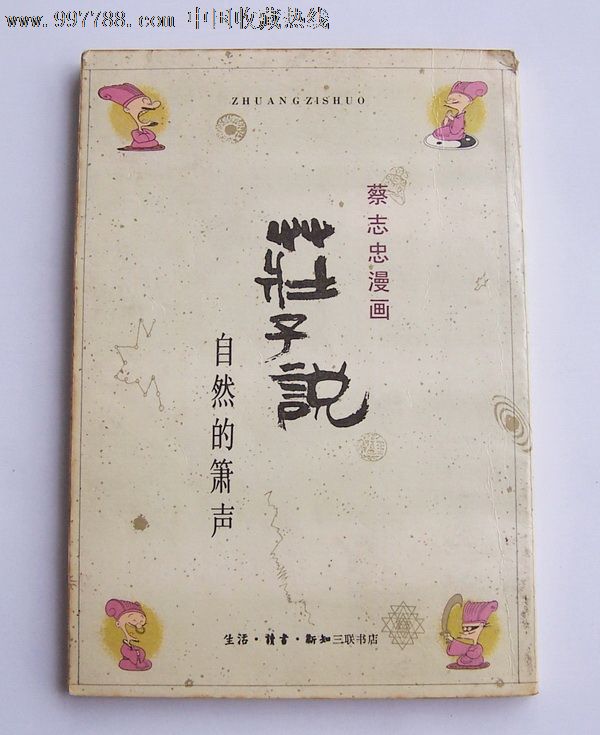 www.997788.com 中国收藏热线
ZHUANGZISHUO
蔡志忠漫画
莊子說
自然的箫声
生活·讀書·新知三联书店